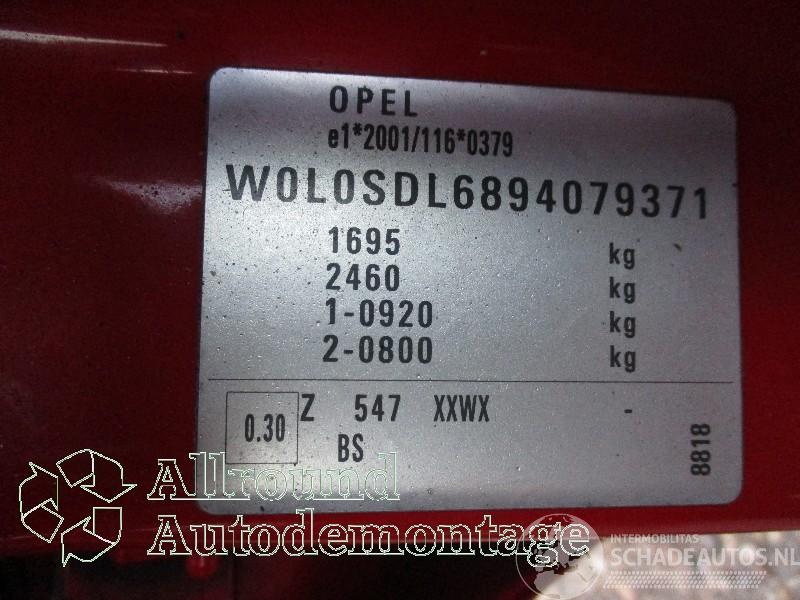 OPEL
e1*2001/116*0379
W0L0SDL6894079371
1695 kg
2460 kg
1-0920 kg
2-0800 kg
0.30 Z 547 XXWX -
BS
8818
Allround
Autodemontage
INTERMOBILITAS
SCHADEAUTOS.NL